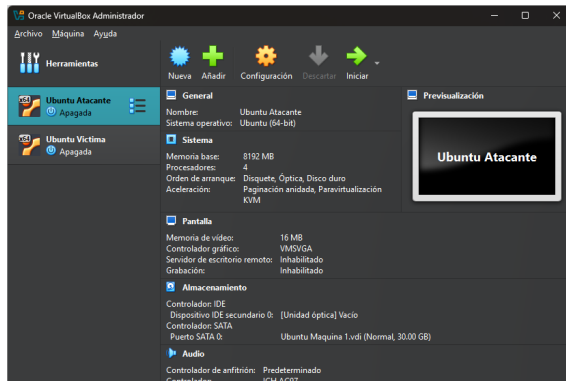 Oracle VirtualBox Administrador
Archivo Máquina Ayuda
Herramientas
Nueva Añadir Configuración Descartar Iniciar
Ubuntu Atacante
Apagada
Ubuntu Victima
Apagada
General
Nombre: Ubuntu Atacante
Sistema operativo: Ubuntu (64-bit)
Previsualización
Ubuntu Atacante
Sistema
Memoria base: 8192 MB
Procesadores: 4
Orden de arranque: Disquete, Óptica, Disco duro
Aceleración: Paginación anidada, Paravirtualización
KVM
Pantalla
Memoria de vídeo: 16 MB
Controlador gráfico: VMSVGA
Servidor de escritorio remoto: Inhabilitado
Grabación: Inhabilitado
Almacenamiento
Controlador: IDE
Dispositivo IDE secundario 0: [Unidad óptica] Vacío
Controlador: SATA
Puerto SATA 0: Ubuntu Maquina 1.vdi (Normal, 30.00 GB)
Audio
Controlador de anfitrión: Predeterminado